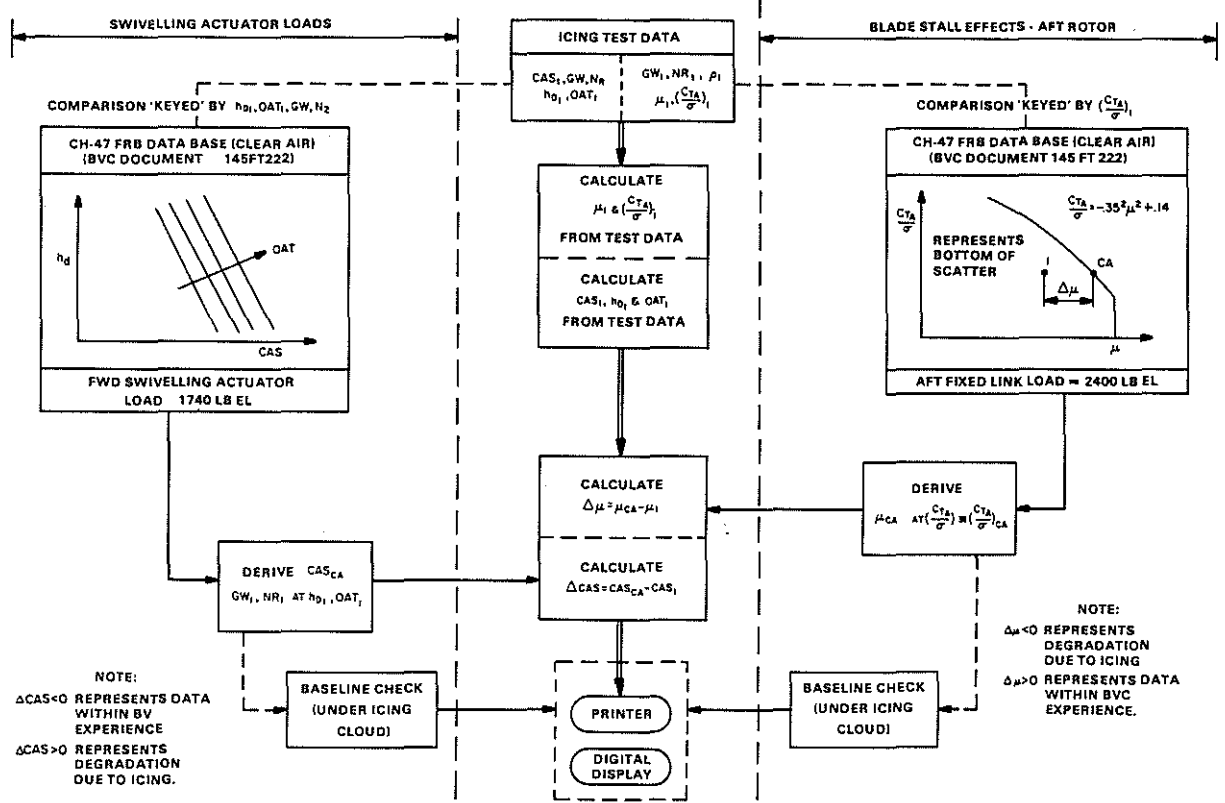 SWIVELLING ACTUATOR LOADS
BLADE STALL EFFECTS - AFT ROTOR
ICING TEST DATA
CAS₁, GW, N_R
h_D₁, OAT₁
GW₁, NR₁, ρ₁
μ₁, (C_TA/σ)₁
COMPARISON 'KEYED' BY h_D₁, OAT₁, GW, N₂
CH-47 FRB DATA BASE (CLEAR AIR)
(BVC DOCUMENT 145FT222)
h_d
OAT
CAS
FWD SWIVELLING ACTUATOR
LOAD 1740 LB EL
COMPARISON 'KEYED' BY (C_TA/σ)₁
CH-47 FRB DATA BASE (CLEAR AIR)
(BVC DOCUMENT 145 FT 222)
C_TA/σ
C_TA/σ = -.35²μ² + .14
REPRESENTS
BOTTOM OF
SCATTER
I
CA
Δμ
μ
AFT FIXED LINK LOAD = 2400 LB EL
CALCULATE
μ₁ & (C_TA/σ)₁
FROM TEST DATA
CALCULATE
CAS₁, h_D₁ & OAT₁
FROM TEST DATA
CALCULATE
Δμ = μ_CA - μ₁
CALCULATE
ΔCAS = CAS_CA - CAS₁
DERIVE CAS_CA
GW₁, NR₁ AT h_D₁, OAT₁
DERIVE
μ_CA AT (C_TA/σ) ≡ (C_TA/σ)_CA
NOTE:
ΔCAS<0 REPRESENTS DATA
WITHIN BV
EXPERIENCE
ΔCAS>0 REPRESENTS
DEGRADATION
DUE TO ICING.
BASELINE CHECK
(UNDER ICING
CLOUD)
PRINTER
DIGITAL
DISPLAY
BASELINE CHECK
(UNDER ICING
CLOUD)
NOTE:
Δμ<0 REPRESENTS
DEGRADATION
DUE TO ICING
Δμ>0 REPRESENTS DATA
WITHIN BVC
EXPERIENCE.